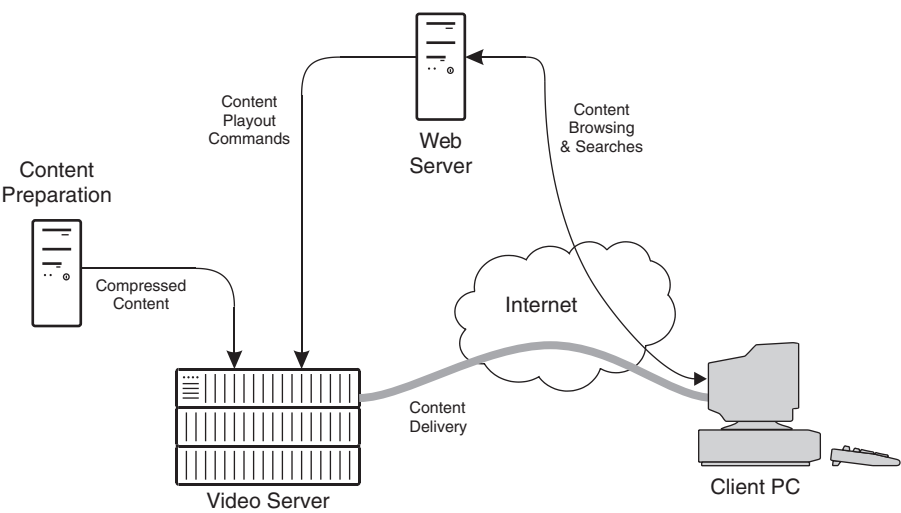 Content
Playout
Commands
Web
Server
Content
Browsing
& Searches
Content
Preparation
Compressed
Content
Internet
Content
Delivery
Video Server
Client PC